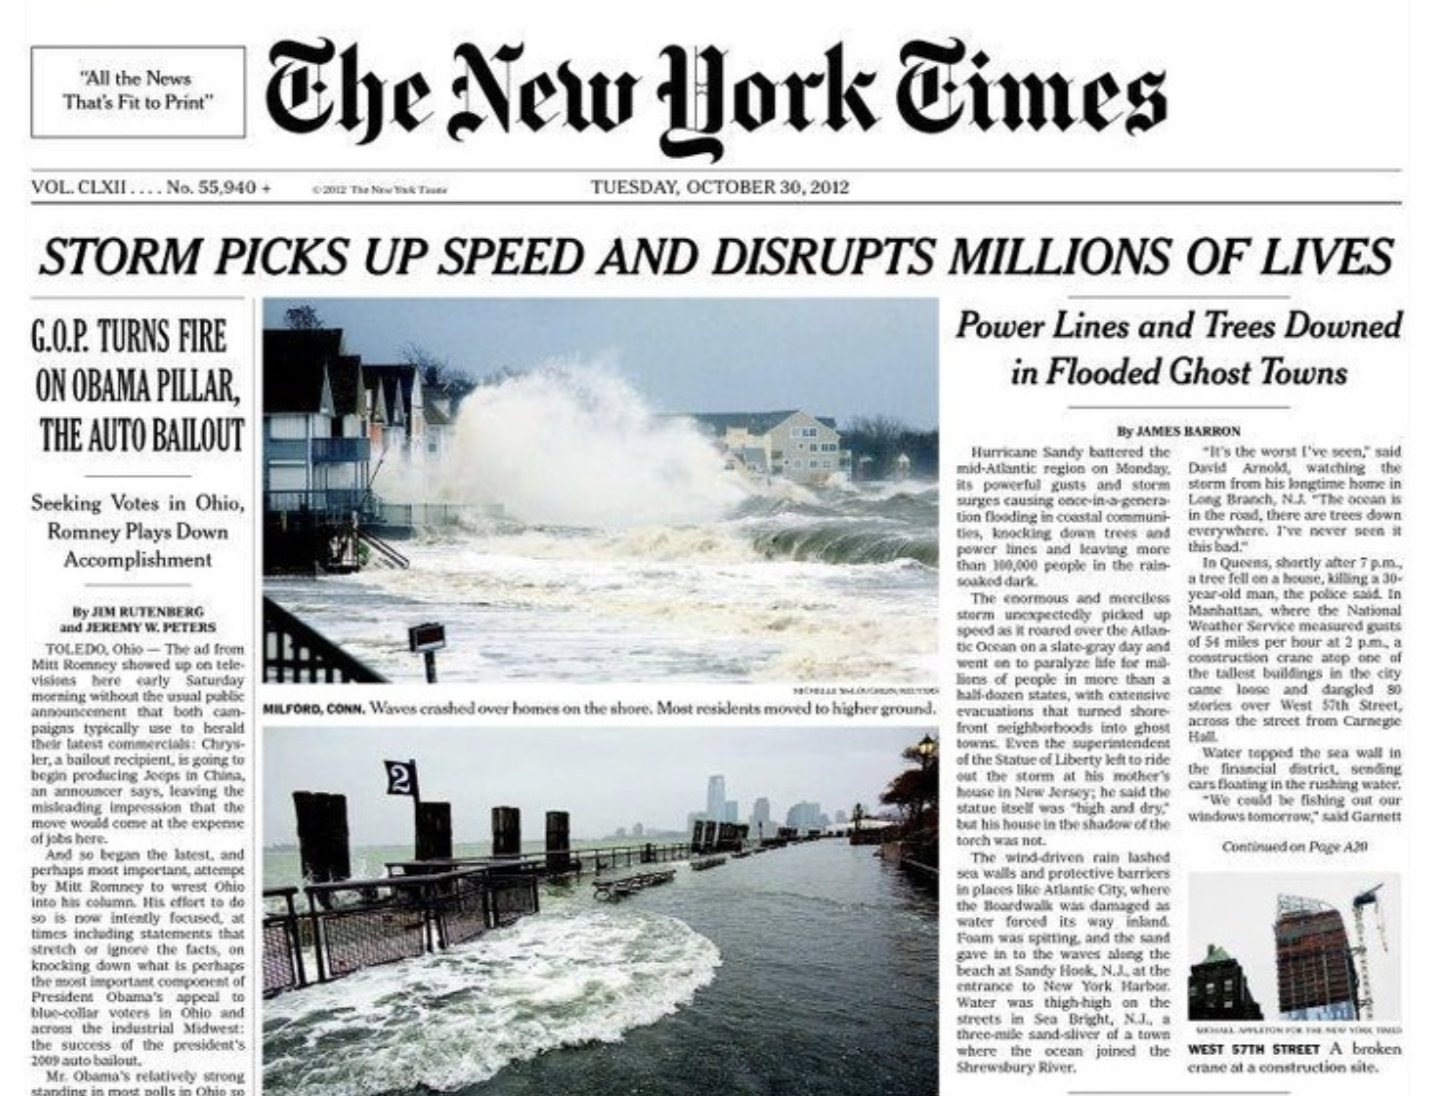 "All the News
That's Fit to Print"
The New York Times
VOL. CLXII . . . . No. 55,940 +
© 2012 The New York Times
TUESDAY, OCTOBER 30, 2012
STORM PICKS UP SPEED AND DISRUPTS MILLIONS OF LIVES
G.O.P. TURNS FIRE
ON OBAMA PILLAR,
THE AUTO BAILOUT
Seeking Votes in Ohio,
Romney Plays Down
Accomplishment
By JIM RUTENBERG
and JEREMY W. PETERS
TOLEDO, Ohio — The ad from
Mitt Romney showed up on tele-
visions here early Saturday
morning without the usual public
announcement that both cam-
paigns typically use to herald
their latest commercials: Chrys-
ler, a bailout recipient, is going to
begin producing Jeeps in China,
an announcer says, leaving the
misleading impression that the
move would come at the expense
of jobs here.
And so began the latest, and
perhaps most important, attempt
by Mitt Romney to wrest Ohio
into his column. His effort to do
so is now intently focused, at
times including statements that
stretch or ignore the facts, on
knocking down what is perhaps
the most important component of
President Obama's appeal to
blue-collar voters in Ohio and
across the industrial Midwest:
the success of the president's
2009 auto bailout.
Mr. Obama's relatively strong
standing in most polls in Ohio so
MICHELLE McLOUGHLIN/REUTERS
MILFORD, CONN. Waves crashed over homes on the shore. Most residents moved to higher ground.
2
Power Lines and Trees Downed
in Flooded Ghost Towns
By JAMES BARRON
Hurricane Sandy battered the
mid-Atlantic region on Monday,
its powerful gusts and storm
surges causing once-in-a-genera-
tion flooding in coastal communi-
ties, knocking down trees and
power lines and leaving more
than 100,000 people in the rain-
soaked dark.
The enormous and merciless
storm unexpectedly picked up
speed as it roared over the Atlan-
tic Ocean on a slate-gray day and
went on to paralyze life for mil-
lions of people in more than a
half-dozen states, with extensive
evacuations that turned shore-
front neighborhoods into ghost
towns. Even the superintendent
of the Statue of Liberty left to ride
out the storm at his mother's
house in New Jersey; he said the
statue itself was "high and dry,"
but his house in the shadow of the
torch was not.
The wind-driven rain lashed
sea walls and protective barriers
in places like Atlantic City, where
the Boardwalk was damaged as
water forced its way inland.
Foam was spitting, and the sand
gave in to the waves along the
beach at Sandy Hook, N.J., at the
entrance to New York Harbor.
Water was thigh-high on the
streets in Sea Bright, N.J., a
three-mile sand-sliver of a town
where the ocean joined the
Shrewsbury River.
"It's the worst I've seen," said
David Arnold, watching the
storm from his longtime home in
Long Branch, N.J. "The ocean is
in the road, there are trees down
everywhere. I've never seen it
this bad."
In Queens, shortly after 7 p.m.,
a tree fell on a house, killing a 30-
year-old man, the police said. In
Manhattan, where the National
Weather Service measured gusts
of 54 miles per hour at 2 p.m., a
construction crane atop one of
the tallest buildings in the city
came loose and dangled 80
stories over West 57th Street,
across the street from Carnegie
Hall.
Water topped the sea wall in
the financial district, sending
cars floating in the rushing water.
"We could be fishing out our
windows tomorrow," said Garnett
Continued on Page A20
MICHAEL APPLETON FOR THE NEW YORK TIMES
WEST 57TH STREET A broken
crane at a construction site.